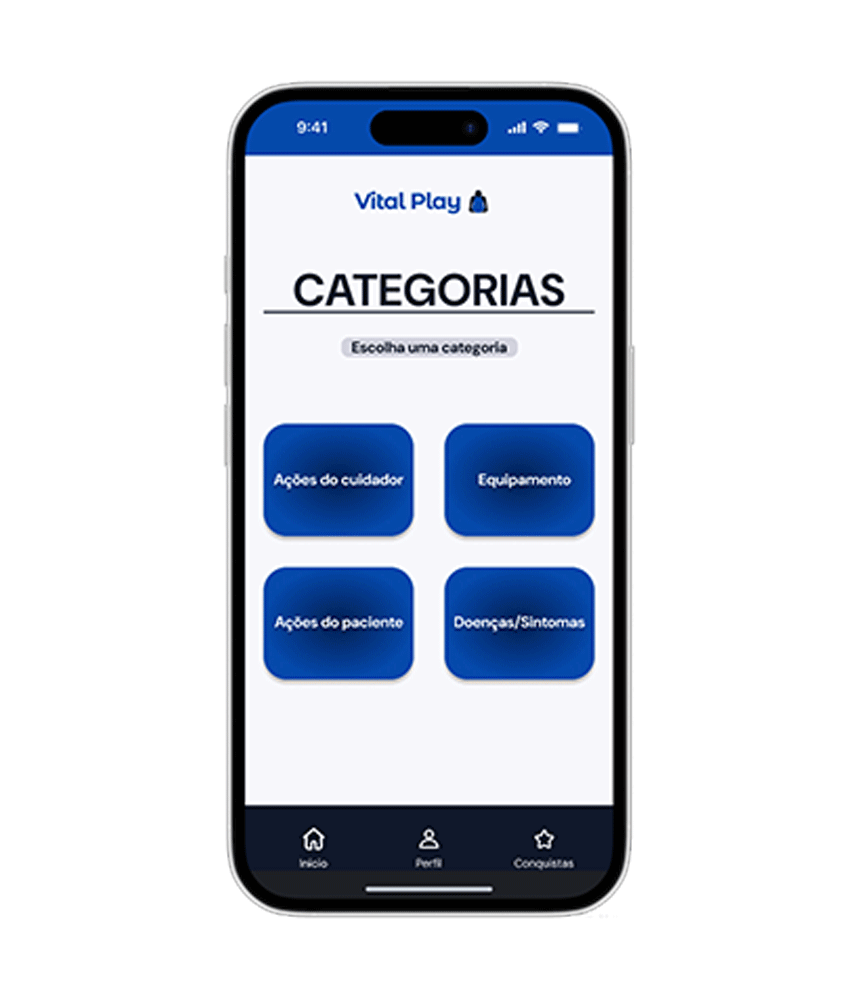 9:41
Vital Play
CATEGORIAS
Escolha uma categoria
Ações do cuidador
Equipamento
Ações do paciente
Doenças/Sintomas
Início
Perfil
Conquistas